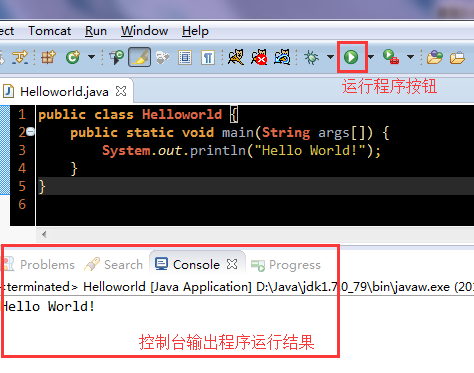 ect Tomcat Run Window Help
运行程序按钮
Helloworld.java
1 public class Helloworld {
2 public static void main(String args[]) {
3 System.out.println("Hello World!");
4 }
5 }
6
Problems Search Console Progress
<terminated> Helloworld [Java Application] D:\Java\jdk1.7.0_79\bin\javaw.exe (20
Hello World!
控制台输出程序运行结果